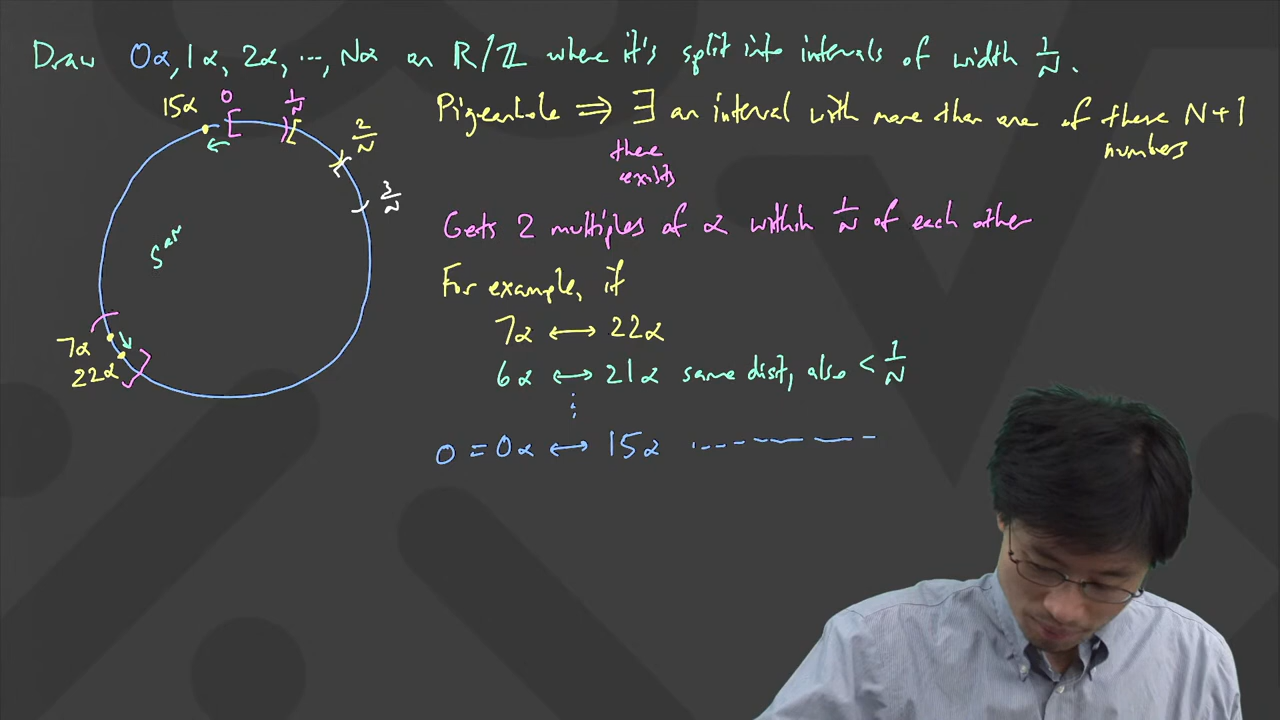 Draw 0α, 1α, 2α, ..., Nα on ℝ/ℤ where it's split into intervals of width 1/N.
Pigeonhole ⟹ ∃ an interval with more than one of these N+1 numbers
there exists
Gets 2 multiples of α within 1/N of each other
For example, if
7α ⟷ 22α
6α ⟷ 21α same dist, also < 1/N
0 = 0α ⟷ 15α
15α
0
1/N
2/N
3/N
7α
22α